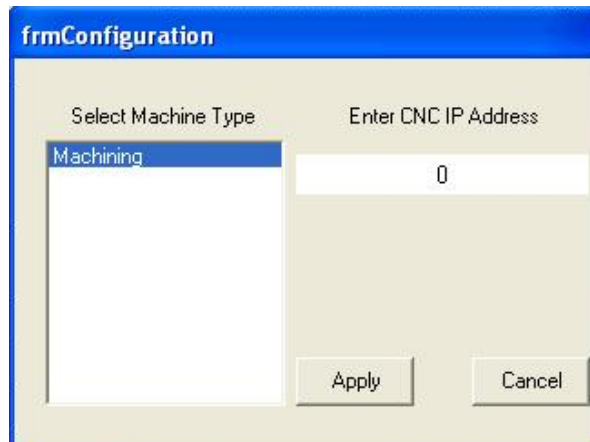 frmConfiguration
Select Machine Type
Enter CNC IP Address
Machining
0
Apply
Cancel